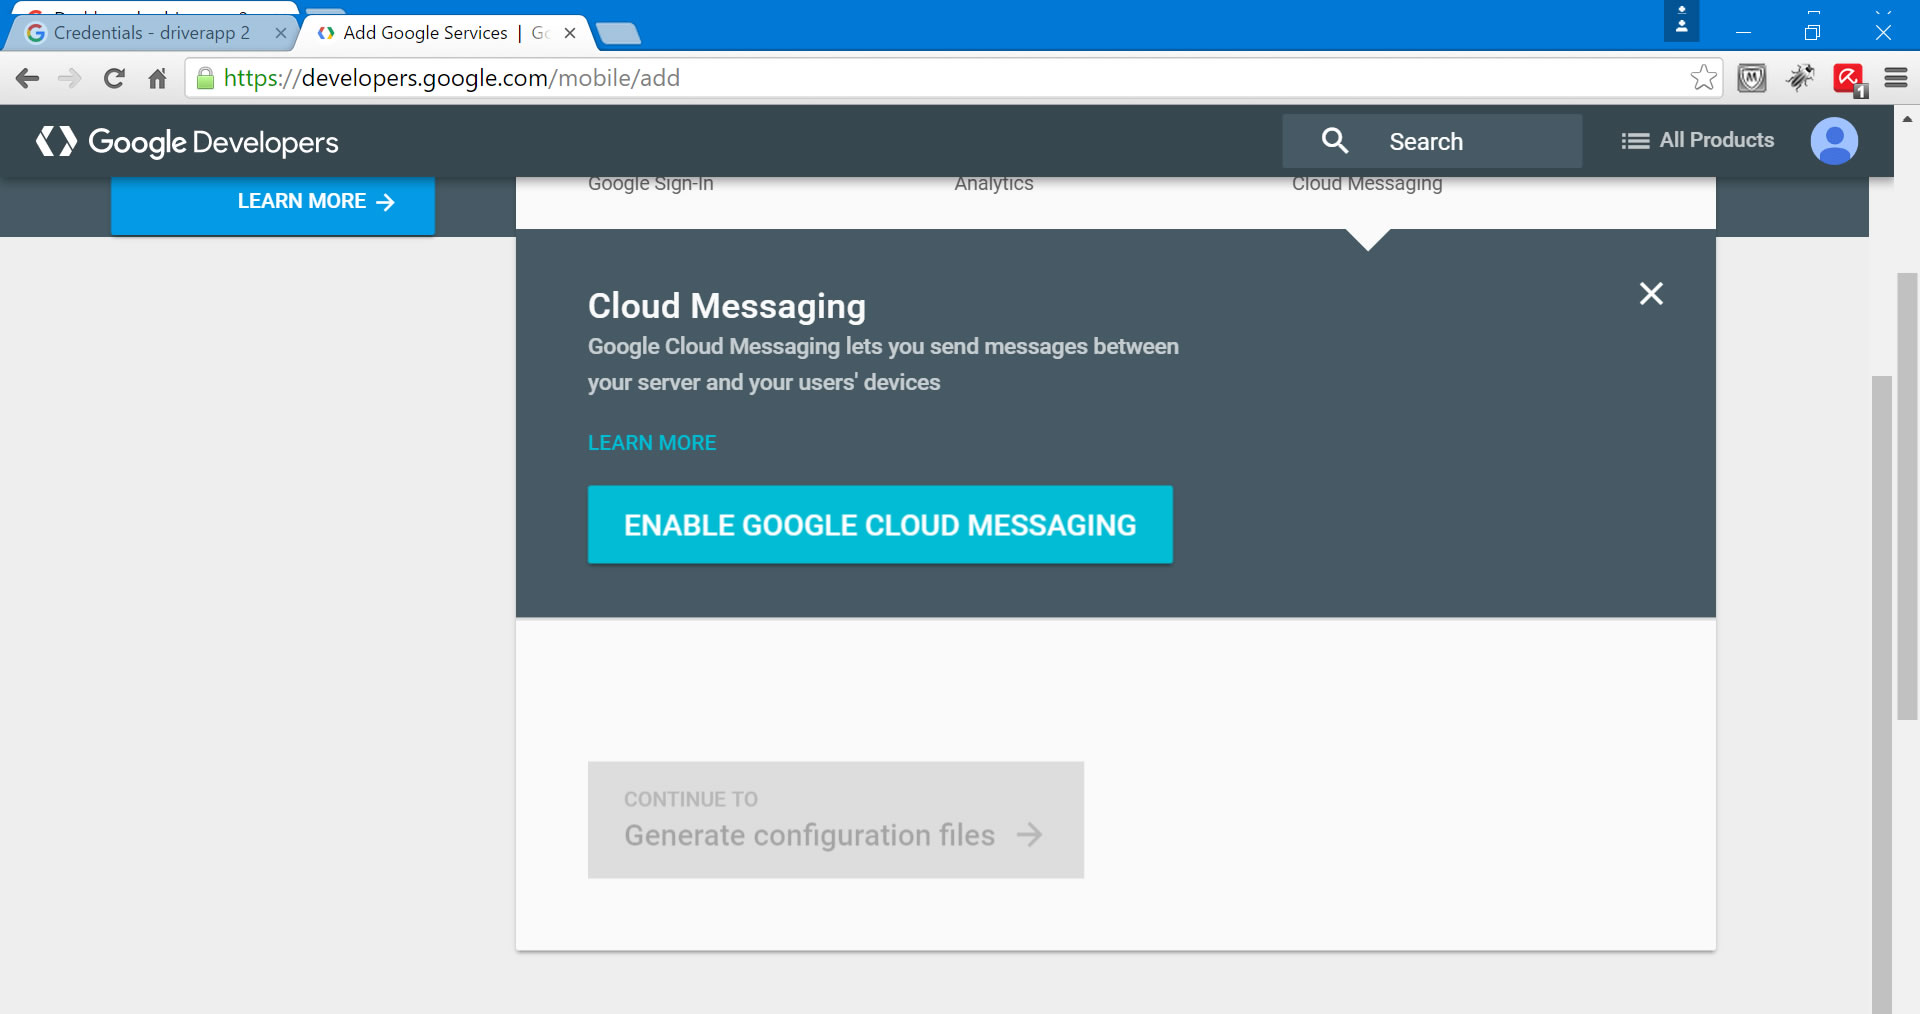 Credentials - driverapp 2
Add Google Services
https://developers.google.com/mobile/add
1
Google Developers
Search
All Products
LEARN MORE
Google Sign-In
Analytics
Cloud Messaging
Cloud Messaging
Google Cloud Messaging lets you send messages between
your server and your users' devices
LEARN MORE
ENABLE GOOGLE CLOUD MESSAGING
CONTINUE TO
Generate configuration files